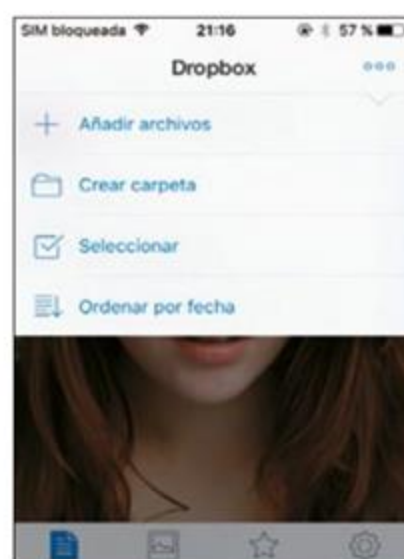 SIM bloqueada 21:16 57 %
Dropbox
Añadir archivos
Crear carpeta
Seleccionar
Ordenar por fecha